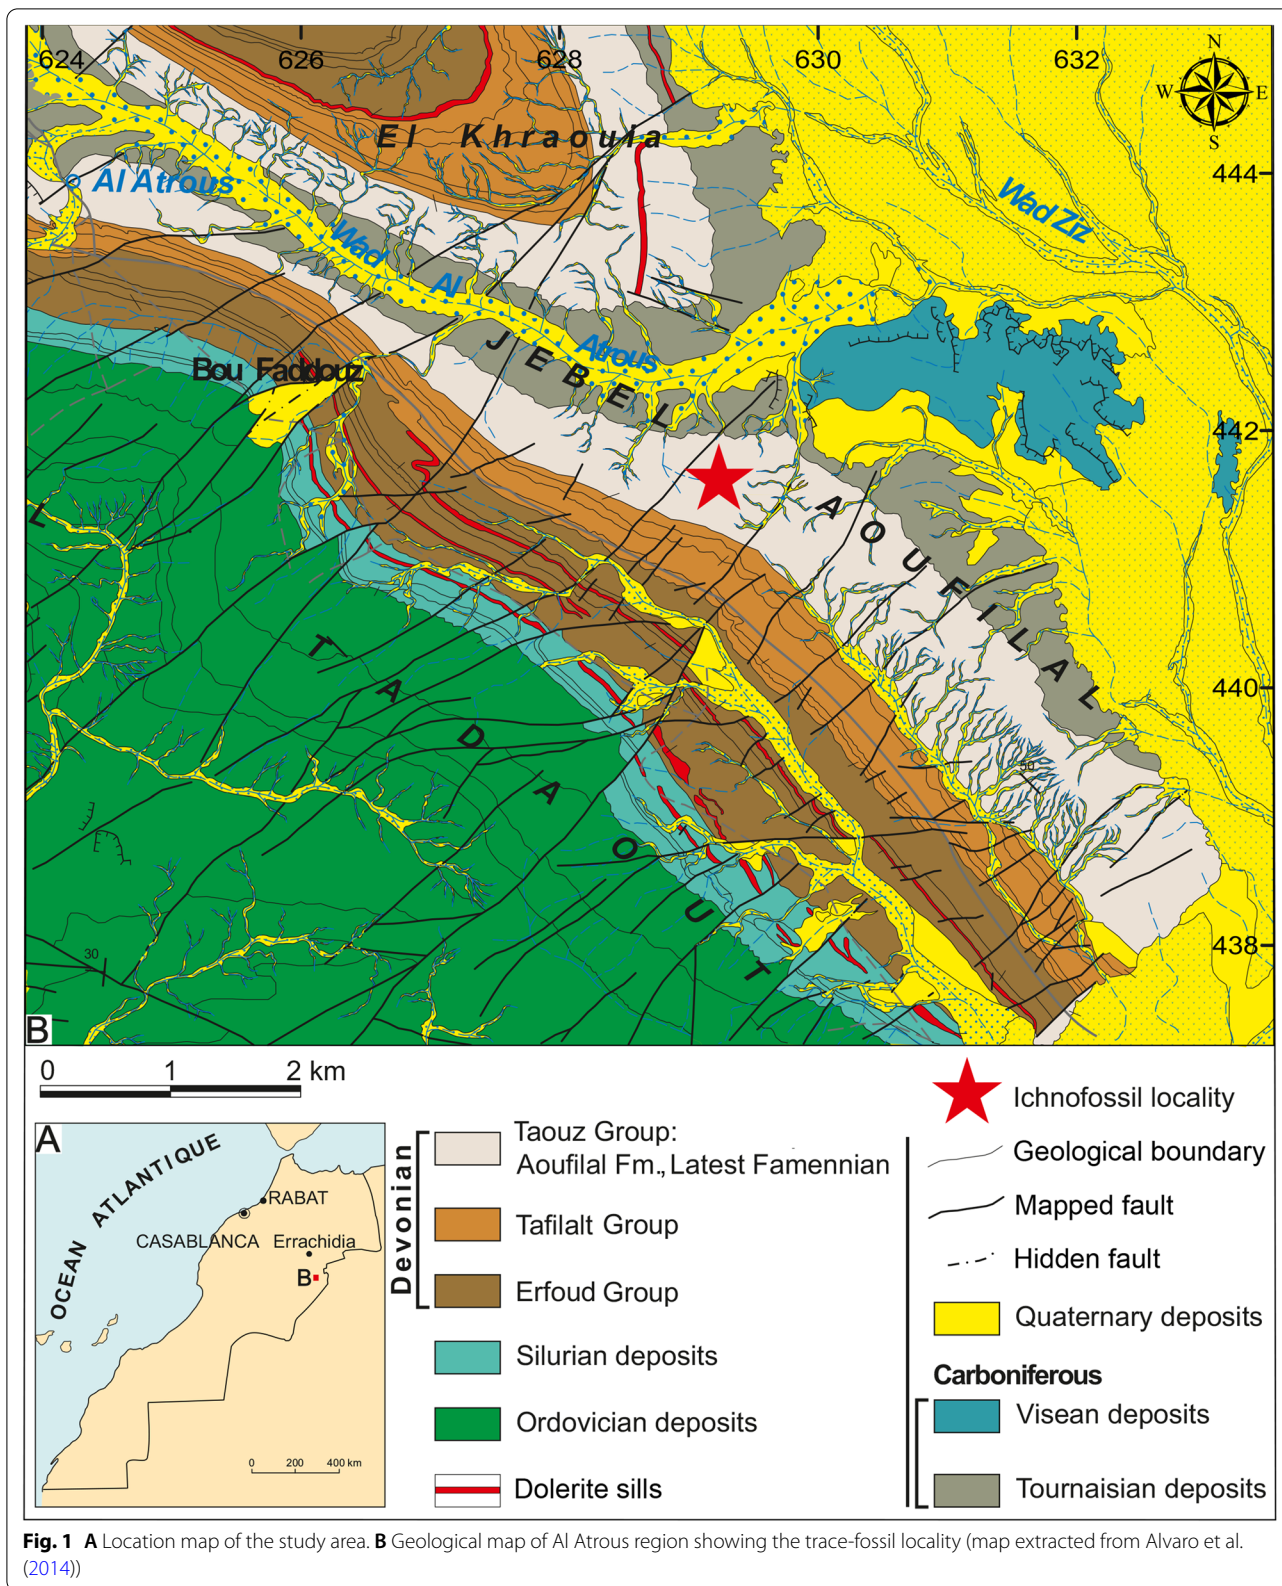 624
626
628
630
632
N
W
E
S
El Khraouia
444
Al Atrous
Wad Ziz
Wad
Al
Atrous
JEBEL
Bou Faddouz
442
AOUFILAL
L
TADAOUT
440
50
438
30
B
0 1 2 km
A
OCEAN ATLANTIQUE
RABAT
CASABLANCA
Errachidia
B
0 200 400 km
Devonian
Taouz Group:
Aoufilal Fm., Latest Famennian
Tafilalt Group
Erfoud Group
Silurian deposits
Ordovician deposits
Dolerite sills
Ichnofossil locality
Geological boundary
Mapped fault
Hidden fault
Quaternary deposits
Carboniferous
Visean deposits
Tournaisian deposits
Fig. 1 A Location map of the study area. B Geological map of Al Atrous region showing the trace-fossil locality (map extracted from Alvaro et al.
(2014))